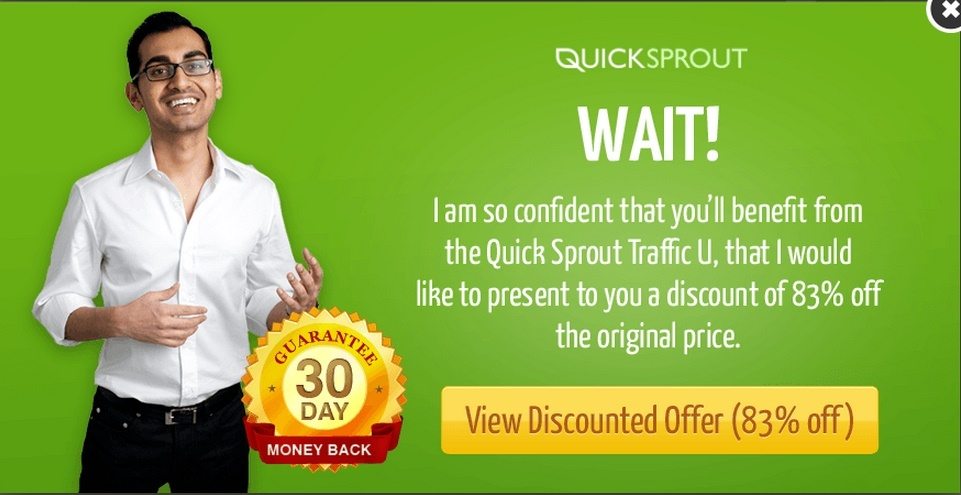 QUICKSPROUT
WAIT!
I am so confident that you'll benefit from
the Quick Sprout Traffic U, that I would
like to present to you a discount of 83% off
the original price.
View Discounted Offer (83% off)
GUARANTEE
30
DAY
MONEY BACK